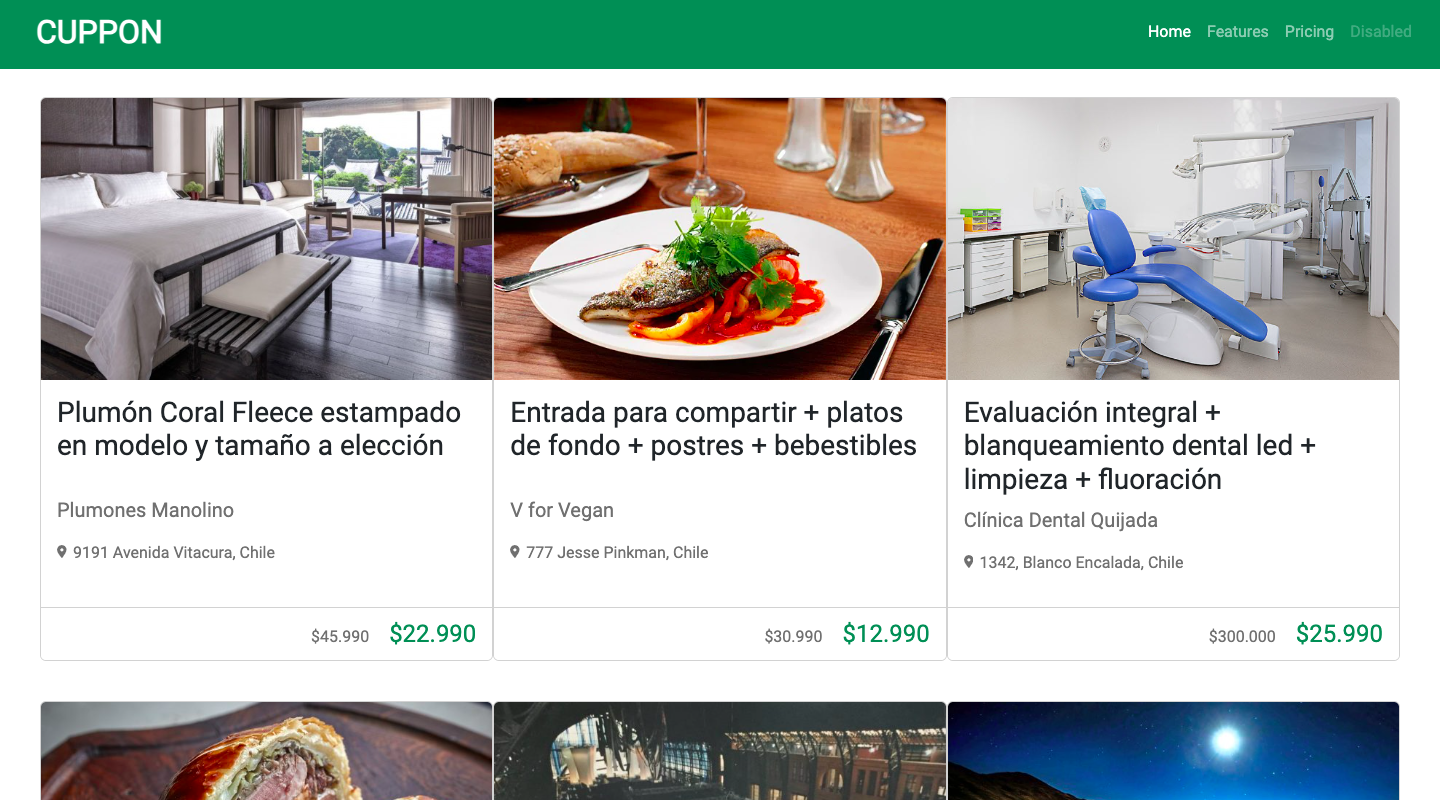 CUPPON
Home Features Pricing Disabled
Plumón Coral Fleece estampado
en modelo y tamaño a elección
Plumones Manolino
9191 Avenida Vitacura, Chile
$45.990 $22.990
Entrada para compartir + platos
de fondo + postres + bebestibles
V for Vegan
777 Jesse Pinkman, Chile
$30.990 $12.990
Evaluación integral +
blanqueamiento dental led +
limpieza + fluoración
Clínica Dental Quijada
1342, Blanco Encalada, Chile
$300.000 $25.990